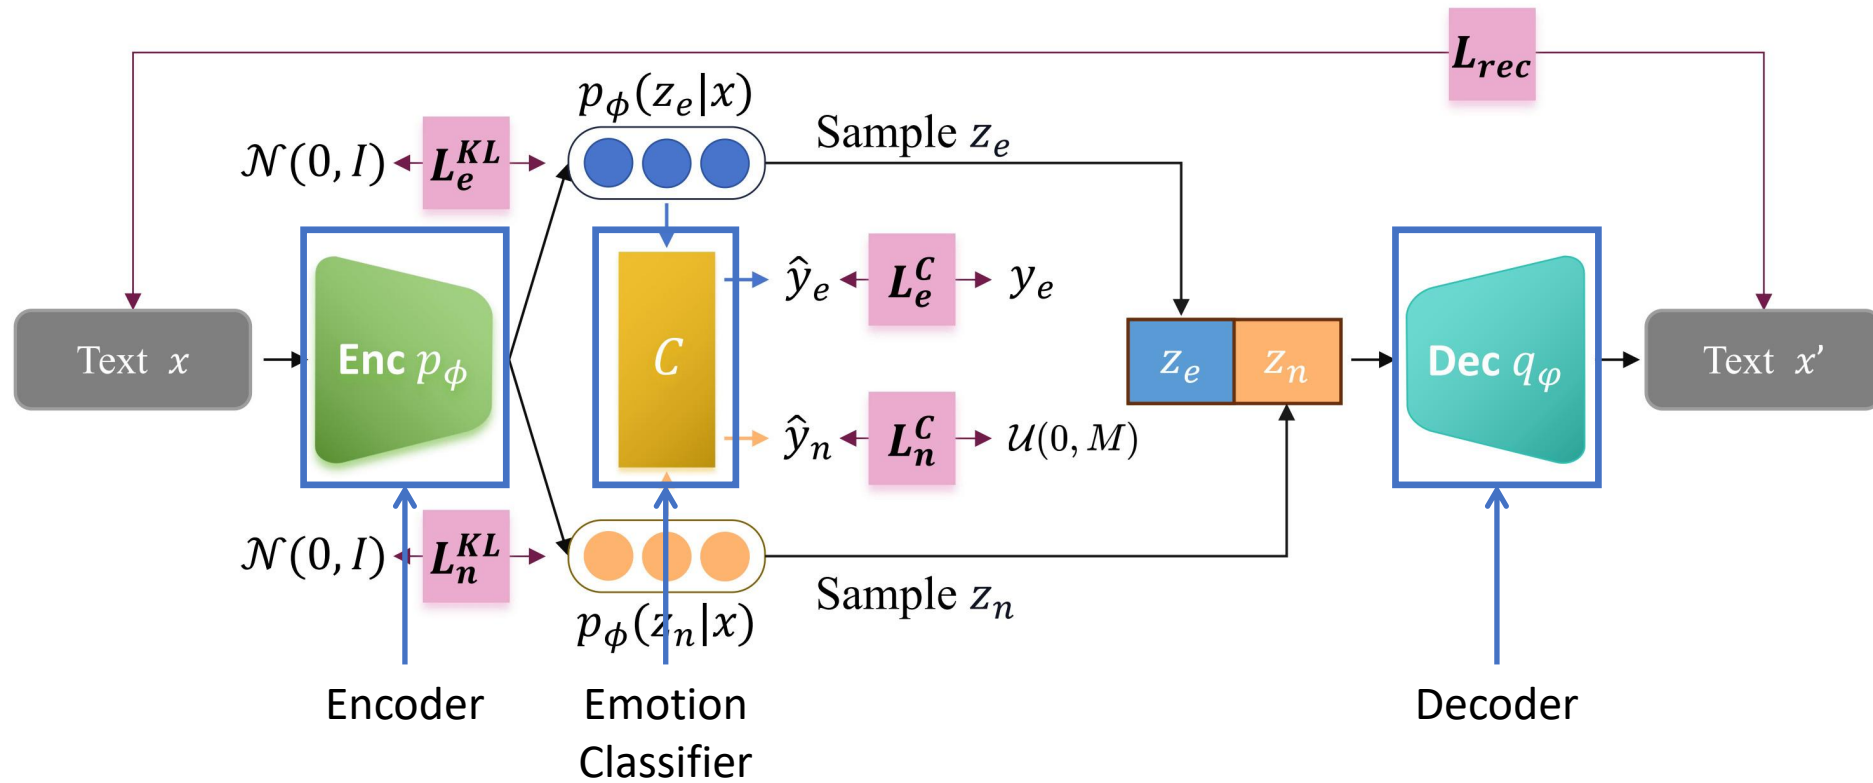 L_rec
p_ϕ(z_e|x)
Sample z_e
𝒩(0, I)
L_e^KL
ŷ_e
L_e^C
y_e
Text x
Enc p_ϕ
C
z_e
z_n
Dec q_φ
Text x'
ŷ_n
L_n^C
𝒰(0, M)
𝒩(0, I)
L_n^KL
Sample z_n
p_ϕ(z_n|x)
Encoder
Emotion
Classifier
Decoder